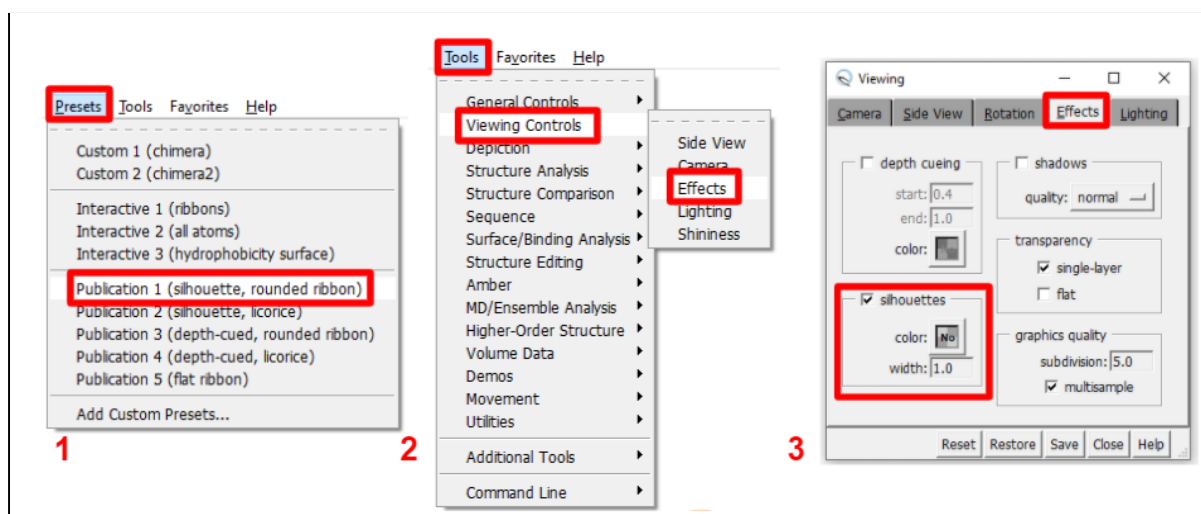 Presets Tools Favorites Help
Custom 1 (chimera)
Custom 2 (chimera2)
Interactive 1 (ribbons)
Interactive 2 (all atoms)
Interactive 3 (hydrophobicity surface)
Publication 1 (silhouette, rounded ribbon)
Publication 2 (silhouette, licorice)
Publication 3 (depth-cued, rounded ribbon)
Publication 4 (depth-cued, licorice)
Publication 5 (flat ribbon)
Add Custom Presets...
1
Tools Favorites Help
General Controls
Viewing Controls
Depiction
Structure Analysis
Structure Comparison
Sequence
Surface/Binding Analysis
Structure Editing
Amber
MD/Ensemble Analysis
Higher-Order Structure
Volume Data
Demos
Movement
Utilities
Additional Tools
Command Line
Side View
Camera
Effects
Lighting
Shininess
2
Viewing
Camera Side View Rotation Effects Lighting
depth cueing
start: 0.4
end: 1.0
color:
shadows
quality: normal
transparency
single-layer
flat
silhouettes
color: No
width: 1.0
graphics quality
subdivision: 5.0
multisample
Reset Restore Save Close Help
3